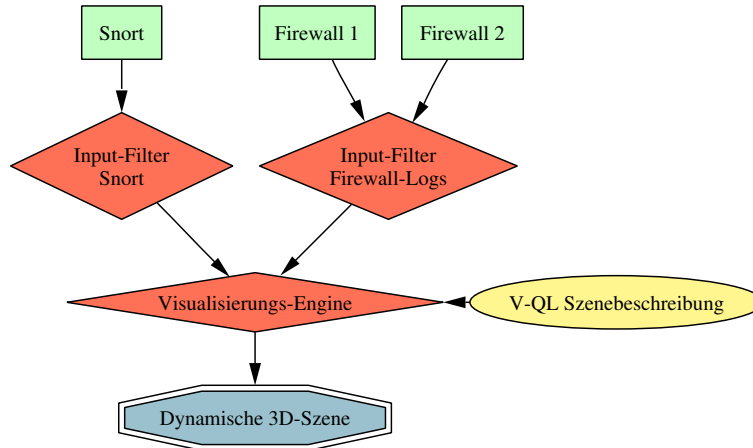 Snort
Firewall 1
Firewall 2
Input-Filter
Snort
Input-Filter
Firewall-Logs
Visualisierungs-Engine
V-QL Szenebeschreibung
Dynamische 3D-Szene